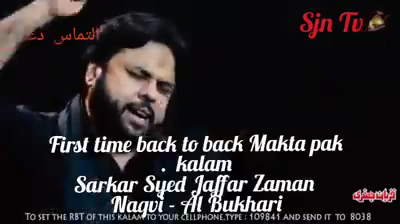 التماس دع
Sjn Tv
First time back to back Makta pak
. kalam
Sarkar Syed Jaffar Zaman
Naqvi - Al Bukhari
TO SET THE RBT OF THIS KALAM TO YOUR CELLPHONE,TYPE : 109841 AND SEND IT TO 8038